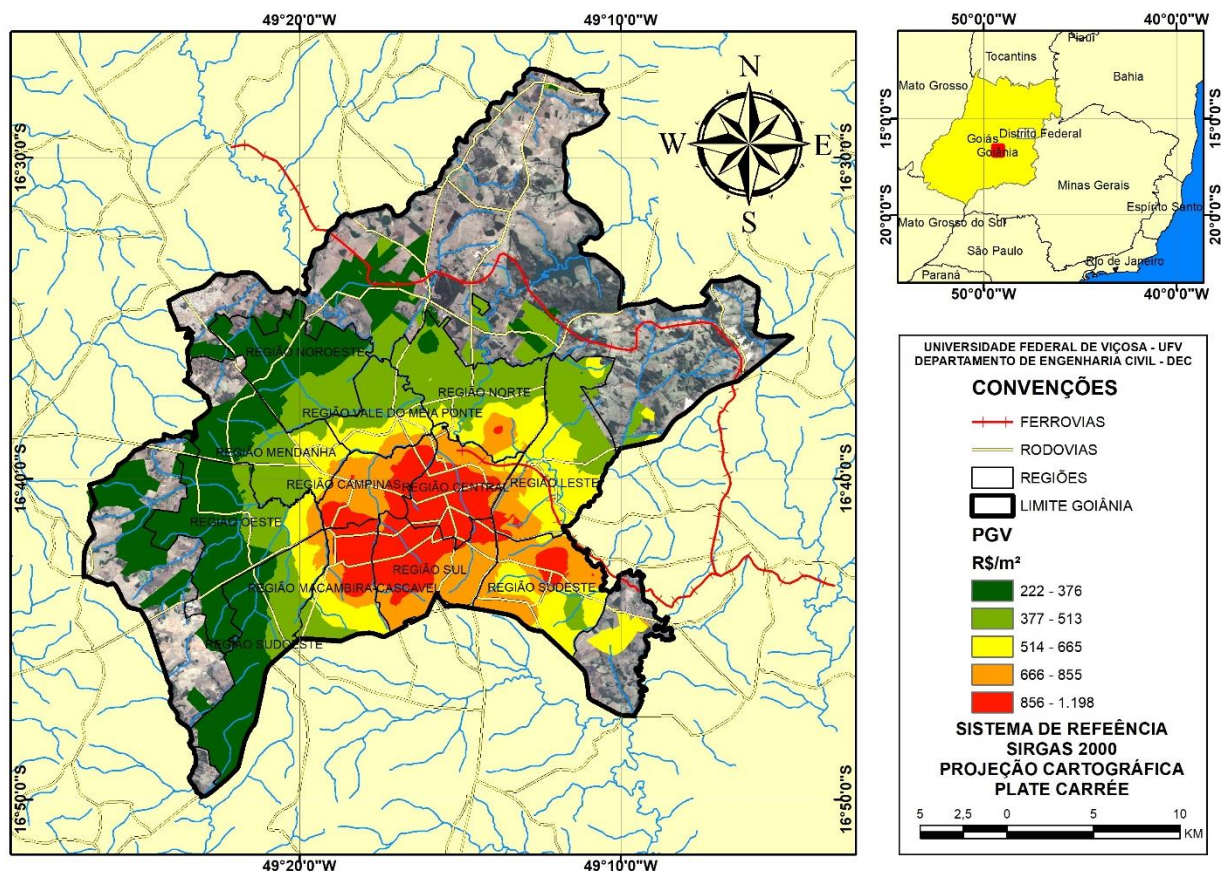 49°20'0"W
49°10'0"W
16°30'0"S
16°40'0"S
16°50'0"S
N
W
E
S
REGIÃO NOROESTE
REGIÃO NORTE
REGIÃO VALE DO MEIA PONTE
REGIÃO MENDANHA
REGIÃO CAMPINAS
REGIÃO CENTRAL
REGIÃO LESTE
REGIÃO OESTE
REGIÃO SUL
REGIÃO MACAMBIRA-CASCAVEL
REGIÃO SUDESTE
REGIÃO SUDOESTE
16°30'0"S
16°40'0"S
16°50'0"S
49°20'0"W
49°10'0"W
50°0'0"W
40°0'0"W
Piauí
Tocantins
Mato Grosso
Bahia
15°0'0"S
15°0'0"S
Distrito Federal
Goiás
Goiânia
Minas Gerais
Espírito Santo
20°0'0"S
20°0'0"S
Mato Grosso do Sul
São Paulo
Rio de Janeiro
Paraná
50°0'0"W
40°0'0"W
UNIVERSIDADE FEDERAL DE VIÇOSA - UFV
DEPARTAMENTO DE ENGENHARIA CIVIL - DEC
CONVENÇÕES
FERROVIAS
RODOVIAS
REGIÕES
LIMITE GOIÂNIA
PGV
R$/m²
222 - 376
377 - 513
514 - 665
666 - 855
856 - 1.198
SISTEMA DE REFEÊNCIA
SIRGAS 2000
PROJEÇÃO CARTOGRÁFICA
PLATE CARRÉE
5 2,5 0 5 10
KM